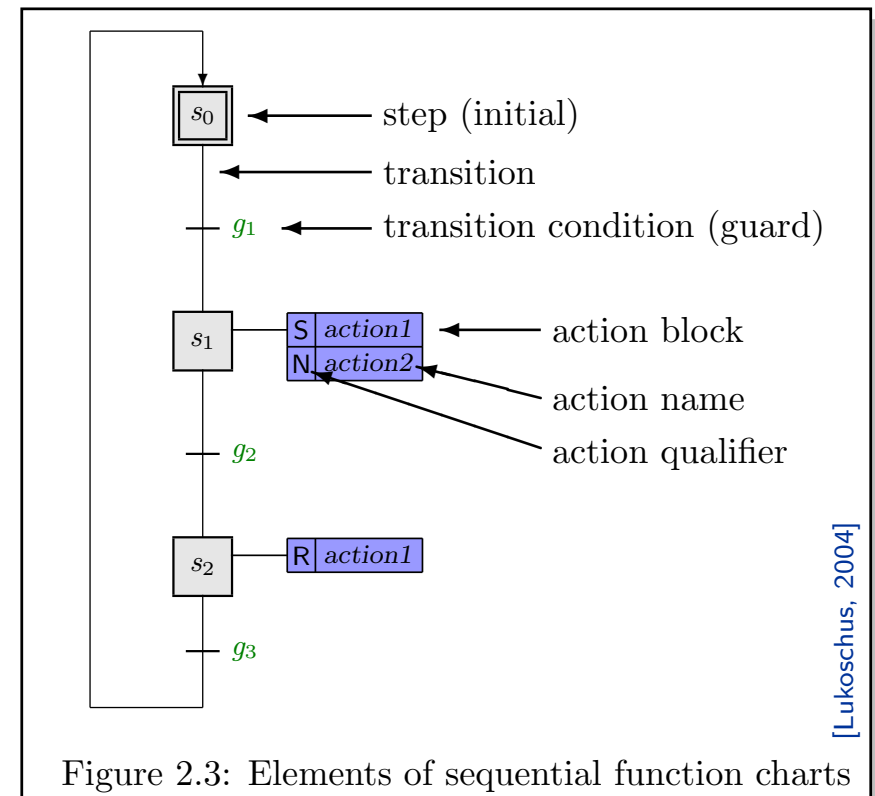 s0 step (initial)
transition
g1 transition condition (guard)
s1 S action1 action block
N action2
action name
action qualifier
g2
s2 R action1
g3
[Lukoschus, 2004]
Figure 2.3: Elements of sequential function charts